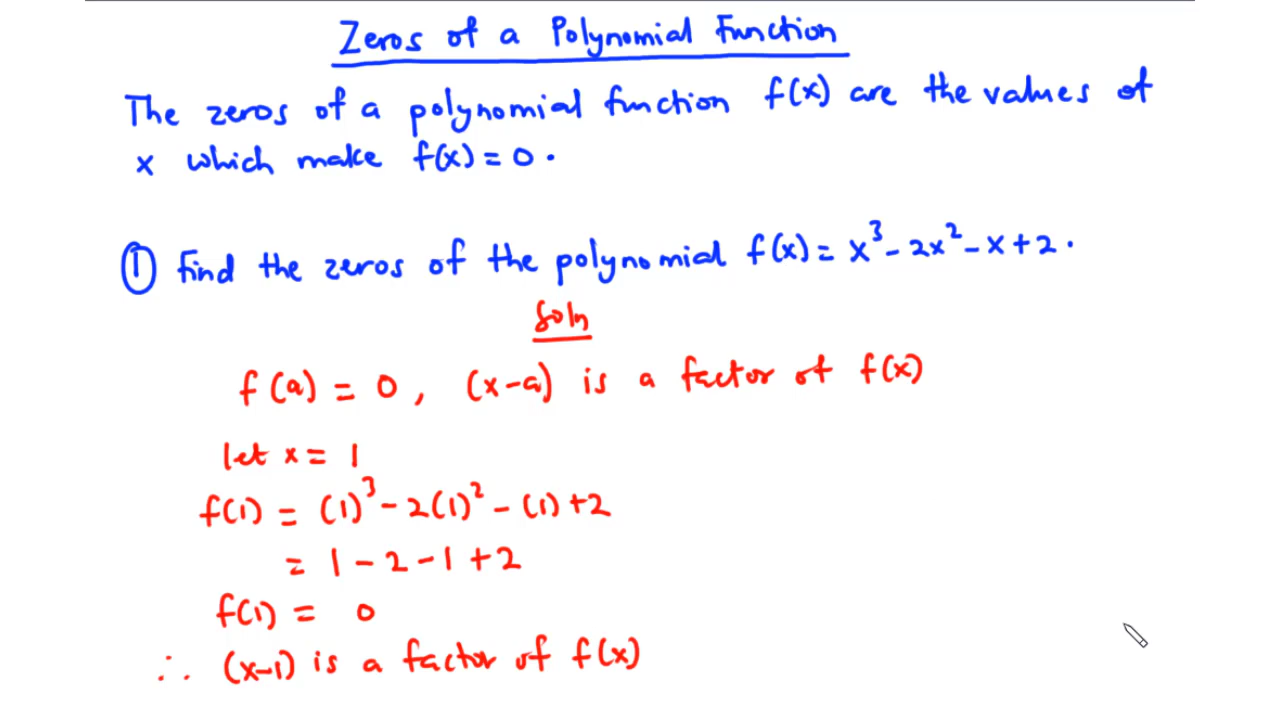 Zeros of a Polynomial Function
The zeros of a polynomial function f(x) are the values of
x which make f(x) = 0.
① Find the zeros of the polynomial f(x) = x³ - 2x² - x + 2.
Soln
f(a) = 0, (x-a) is a factor of f(x)
let x = 1
f(1) = (1)³ - 2(1)² - (1) + 2
= 1 - 2 - 1 + 2
f(1) = 0
∴ (x-1) is a factor of f(x)